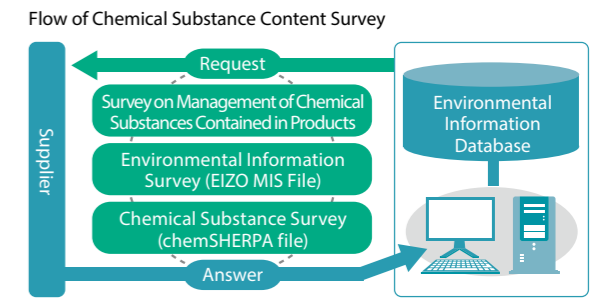 Flow of Chemical Substance Content Survey
Request
Survey on Management of Chemical
Substances Contained in Products
Environmental Information
Survey (EIZO MIS File)
Chemical Substance Survey
(chemSHERPA file)
Answer
Supplier
Environmental
Information
Database